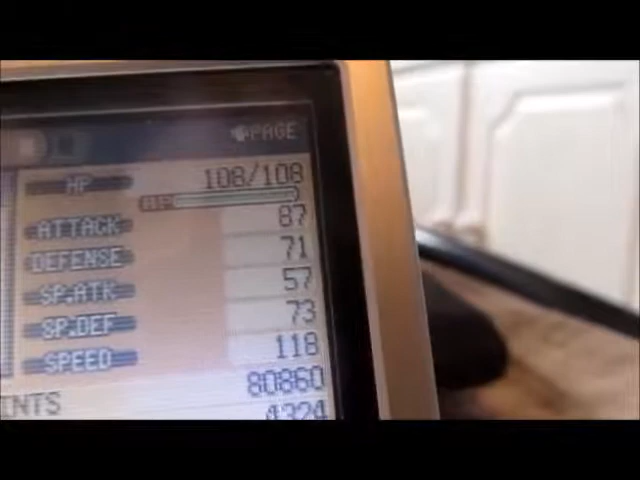 PAGE
HP 108/108
HP
ATTACK 87
DEFENSE 71
SP.ATK 57
SP.DEF 73
SPEED 118
INTS 80860
4324